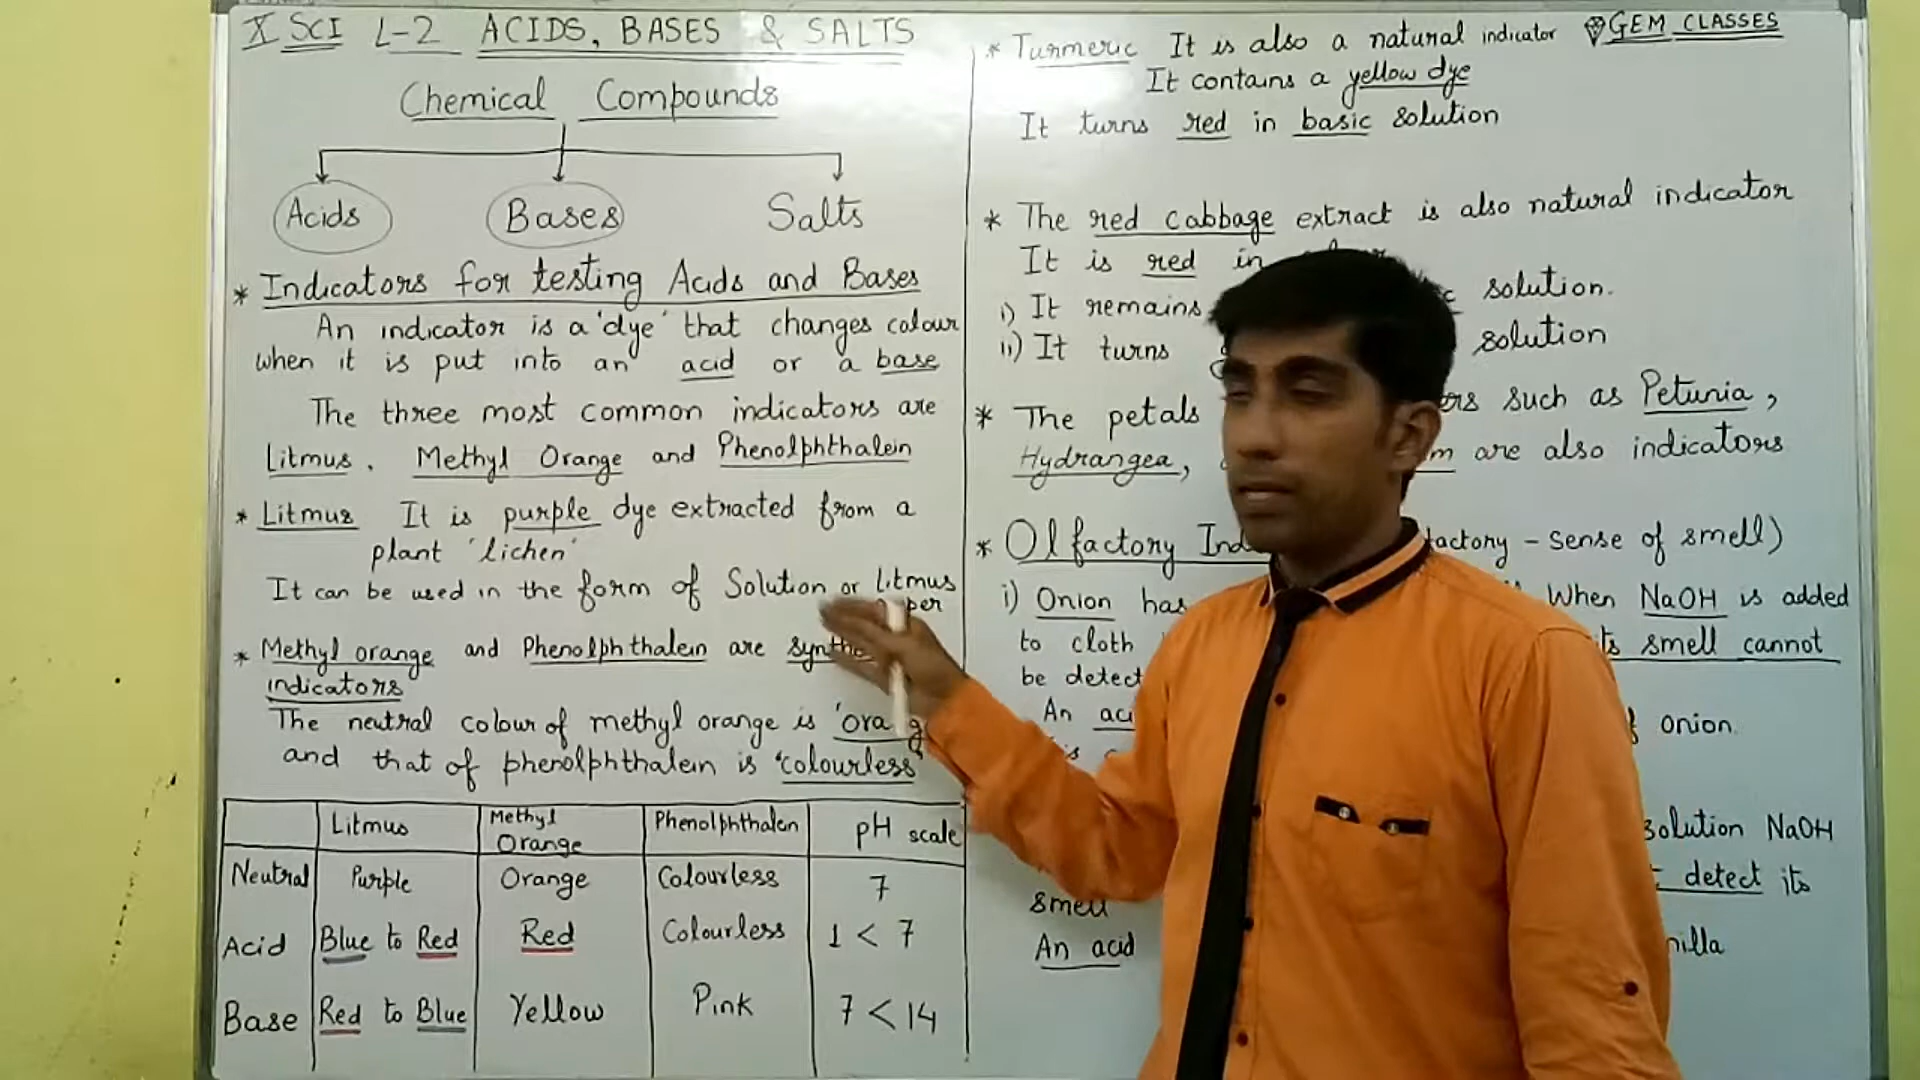 X SCI L-2 ACIDS, BASES & SALTS
Chemical Compounds
Acids Bases Salts
* Indicators for testing Acids and Bases
An indicator is a 'dye' that changes colour
when it is put into an acid or a base
The three most common indicators are
Litmus, Methyl Orange and Phenolphthalein
* Litmus It is purple dye extracted from a
plant 'lichen'
It can be used in the form of Solution or Litmus
per
* Methyl orange and Phenolphthalein are synthe
indicators
The neutral colour of methyl orange is 'orang
and that of phenolphthalein is 'colourless'
Litmus Methyl Orange Phenolphthalein pH scale
Neutral Purple Orange Colourless 7
Acid Blue to Red Red Colourless 1 < 7
Base Red to Blue Yellow Pink 7 < 14
GEM CLASSES
* Turmeric It is also a natural indicator
It contains a yellow dye
It turns red in basic solution
* The red cabbage extract is also natural indicator
It is red in
i) It remains solution.
ii) It turns solution
* The petals such as Petunia,
Hydrangea, are also indicators
* Olfactory Ind factory - sense of smell)
i) Onion has When NaOH is added
to cloth its smell cannot
be detect
An aci onion.
solution NaOH
detect its
smell
An acid nilla